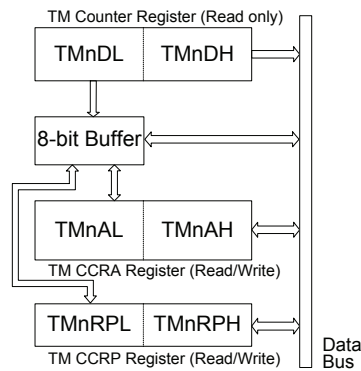 TM Counter Register (Read only)
TMnDL TMnDH
8-bit Buffer
TMnAL TMnAH
TM CCRA Register (Read/Write)
TMnRPL TMnRPH
TM CCRP Register (Read/Write)
Data
Bus